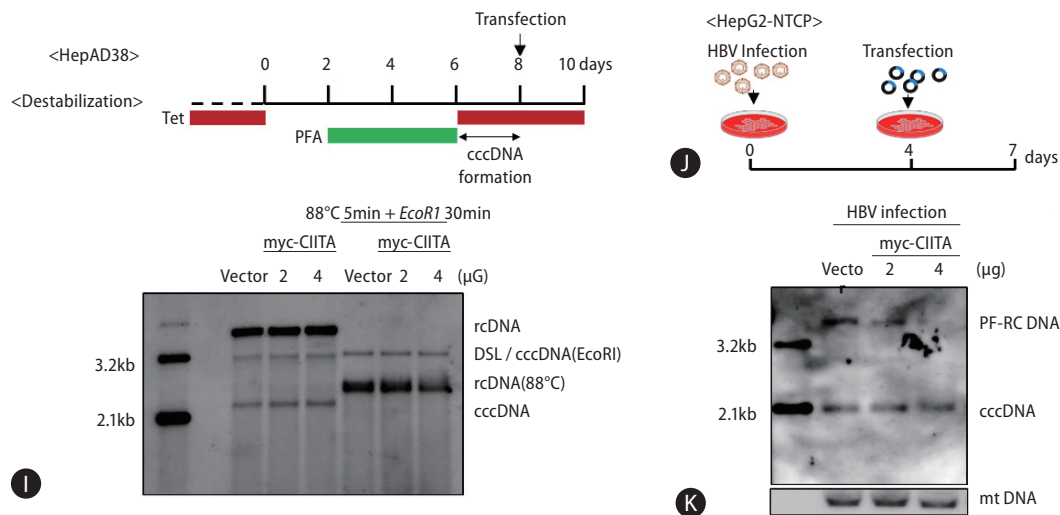 Transfection
<HepAD38>
0 2 4 6 8 10 days
<Destabilization>
Tet
PFA
cccDNA
formation
88°C 5min + EcoR1 30min
myc-CIITA myc-CIITA
Vector 2 4 Vector 2 4 (µG)
rcDNA
DSL / cccDNA(EcoRI)
3.2kb
rcDNA(88°C)
cccDNA
2.1kb
I
<HepG2-NTCP>
HBV Infection Transfection
0 4 7 days
J
HBV infection
myc-CIITA
Vecto 2 4 (µg)
PF-RC DNA
3.2kb
2.1kb cccDNA
mt DNA
K